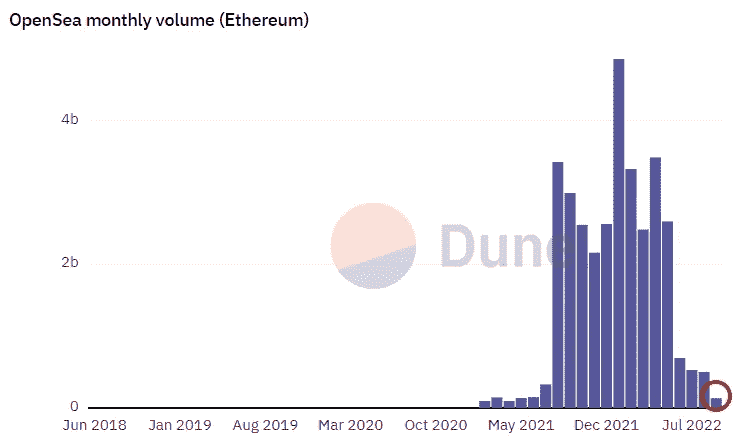 OpenSea monthly volume (Ethereum)
4b
2b
0
Dune
Jun 2018 Jan 2019 Aug 2019 Mar 2020 Oct 2020 May 2021 Dec 2021 Jul 2022